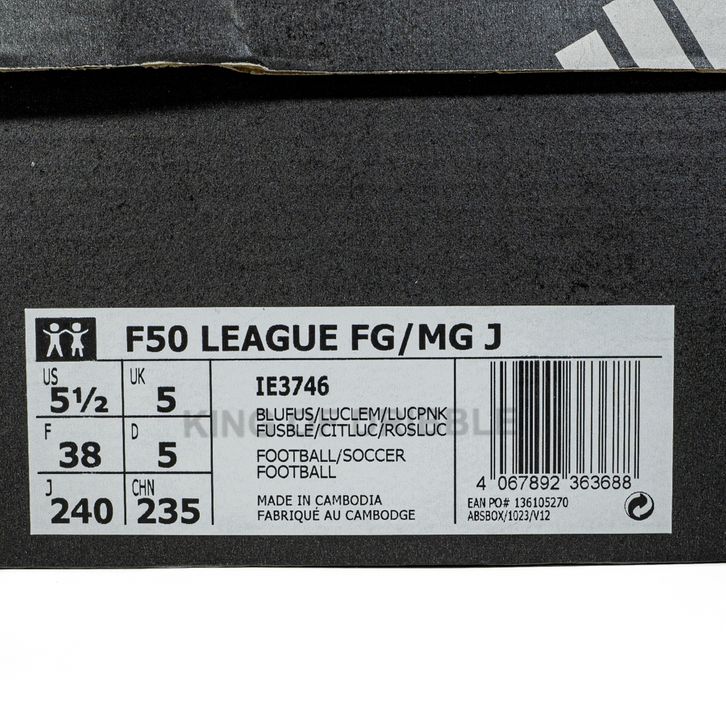 F50 LEAGUE FG/MG J
US
5½
UK
5
F
38
D
5
J
240
CHN
235
IE3746
BLUFUS/LUCLEM/LUCPNK
FUSBLE/CITLUC/ROSLUC
FOOTBALL/SOCCER
FOOTBALL
MADE IN CAMBODIA
FABRIQUÉ AU CAMBODGE
4 067892 363688
EAN PO# 136105270
ABSBOX/1023/V12